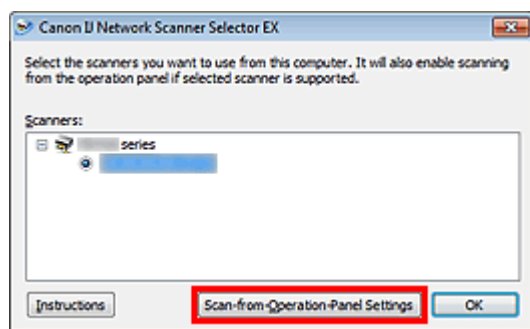 Canon IJ Network Scanner Selector EX
Select the scanners you want to use from this computer. It will also enable scanning
from the operation panel if selected scanner is supported.
Scanners:
series
Instructions
Scan-from-Operation-Panel Settings
OK